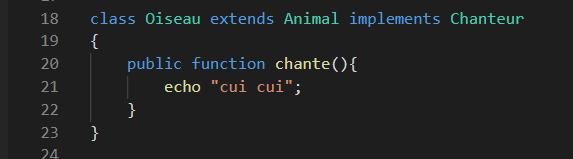 18 class Oiseau extends Animal implements Chanteur
19 {
20 public function chante(){
21 echo "cui cui";
22 }
23 }
24